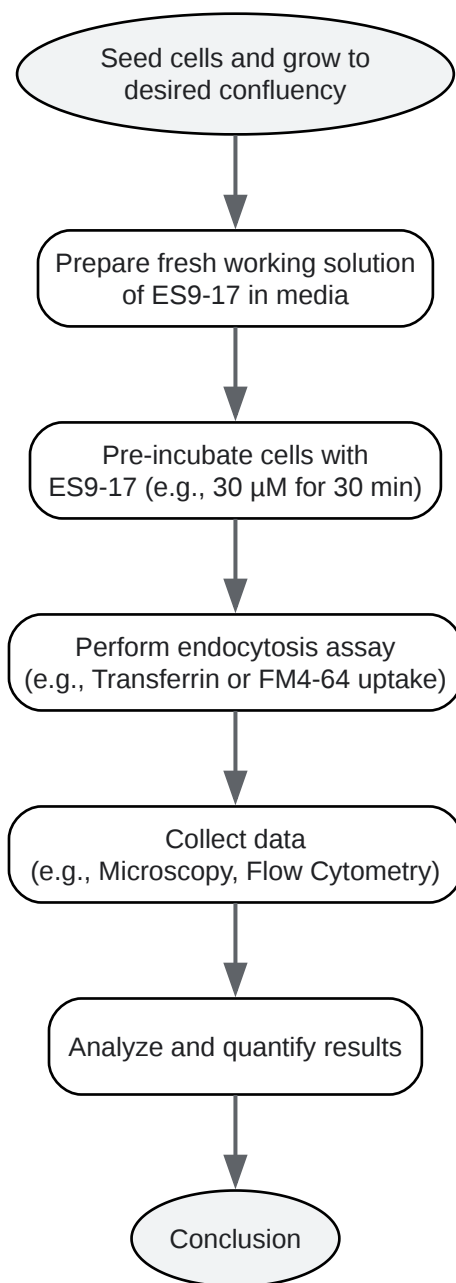 Seed cells and grow to
desired confluency
Prepare fresh working solution
of ES9-17 in media
Pre-incubate cells with
ES9-17 (e.g., 30 µM for 30 min)
Perform endocytosis assay
(e.g., Transferrin or FM4-64 uptake)
Collect data
(e.g., Microscopy, Flow Cytometry)
Analyze and quantify results
Conclusion